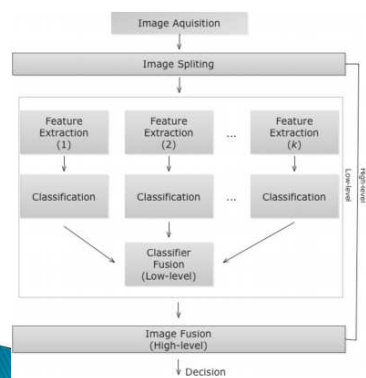 Image Aquisition
Image Spliting
Feature
Extraction
(1)
Feature
Extraction
(2)
...
Feature
Extraction
(k)
Classification
Classification
...
Classification
Classifier
Fusion
(Low-level)
Low-level
High-level
Image Fusion
(High-level)
Decision